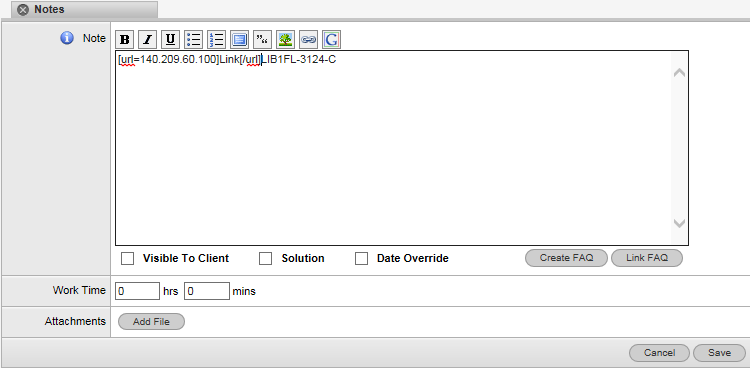 Notes
Note
B I U “ G
[url=140.209.60.100]Link[/url]LIB1FL-3124-C
Visible To Client Solution Date Override Create FAQ Link FAQ
Work Time 0 hrs 0 mins
Attachments Add File
Cancel Save